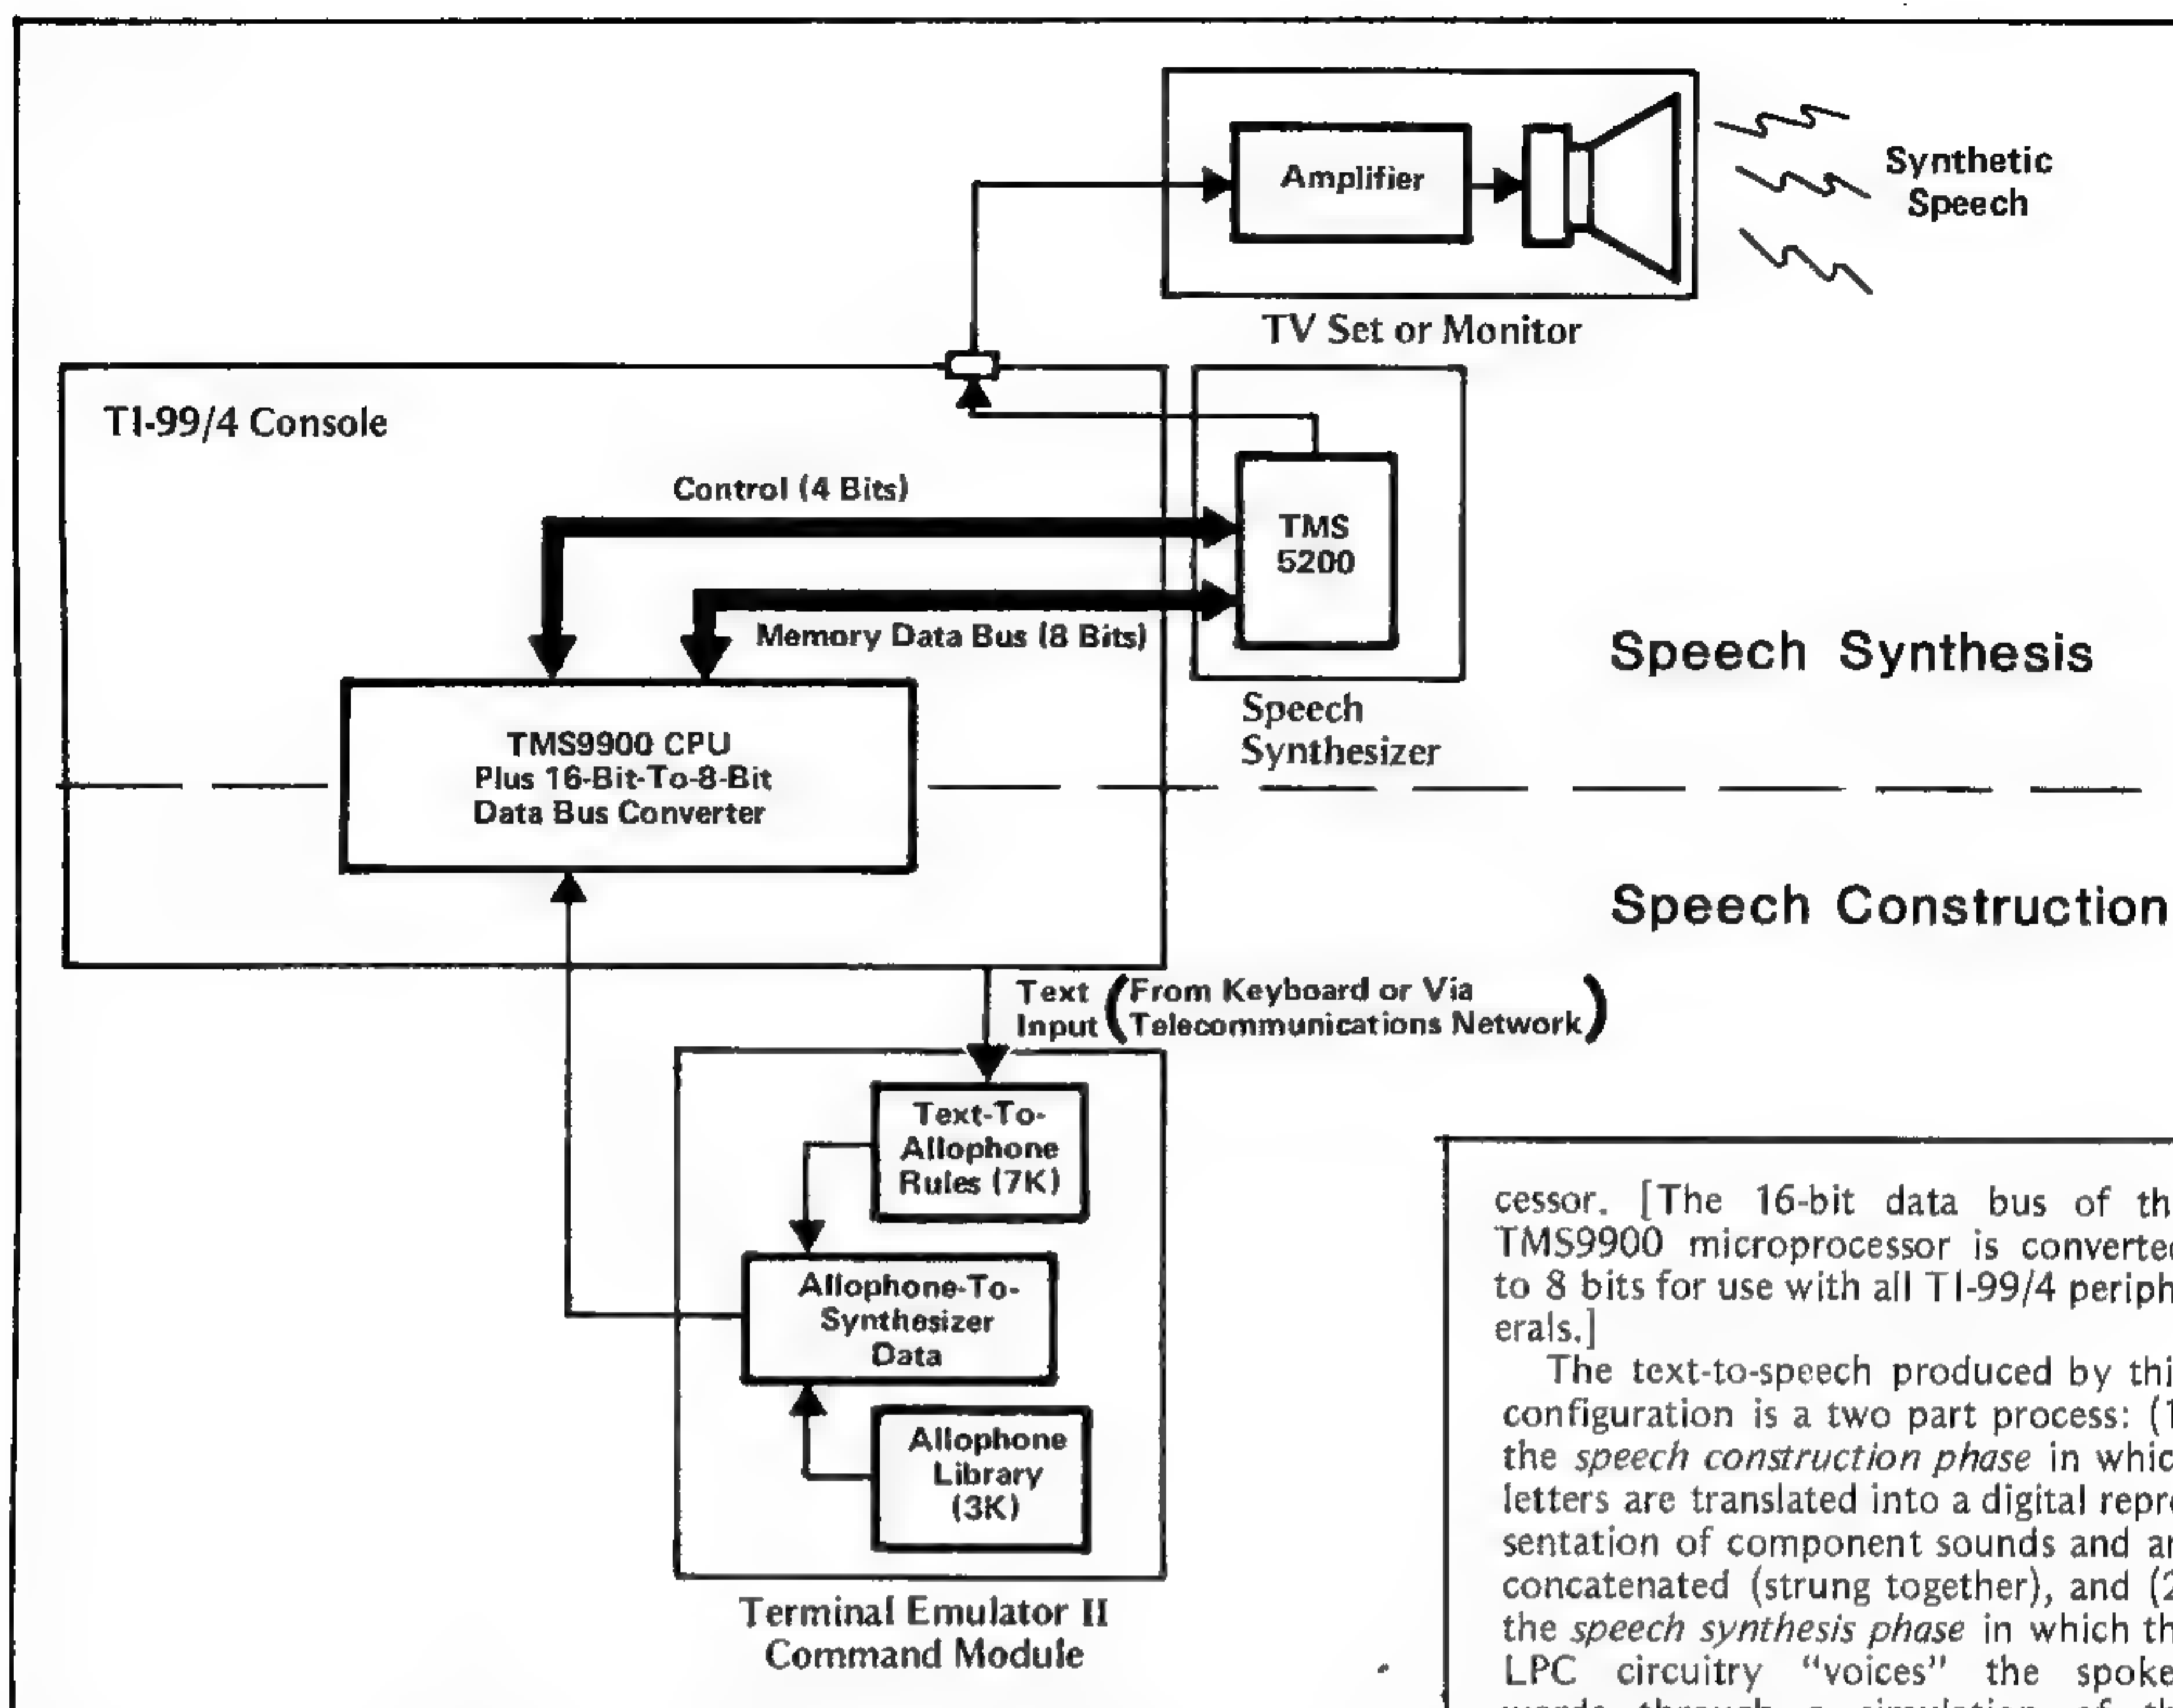 Amplifier
Synthetic
Speech
TV Set or Monitor
TI-99/4 Console
Control (4 Bits)
TMS
5200
Memory Data Bus (8 Bits)
Speech Synthesis
Speech
Synthesizer
TMS9900 CPU
Plus 16-Bit-To-8-Bit
Data Bus Converter
Speech Construction
Text (From Keyboard or Via
Input Telecommunications Network)
Text-To-
Allophone
Rules (7K)
Allophone-To-
Synthesizer
Data
Allophone
Library
(3K)
Terminal Emulator II
Command Module
cessor. [The 16-bit data bus of th
TMS9900 microprocessor is converte
to 8 bits for use with all TI-99/4 periph
erals.]
The text-to-speech produced by thi
configuration is a two part process: (1
the speech construction phase in whic
letters are translated into a digital repr
sentation of component sounds and ar
concatenated (strung together), and (2
the speech synthesis phase in which th
LPC circuitry "voices" the spoke